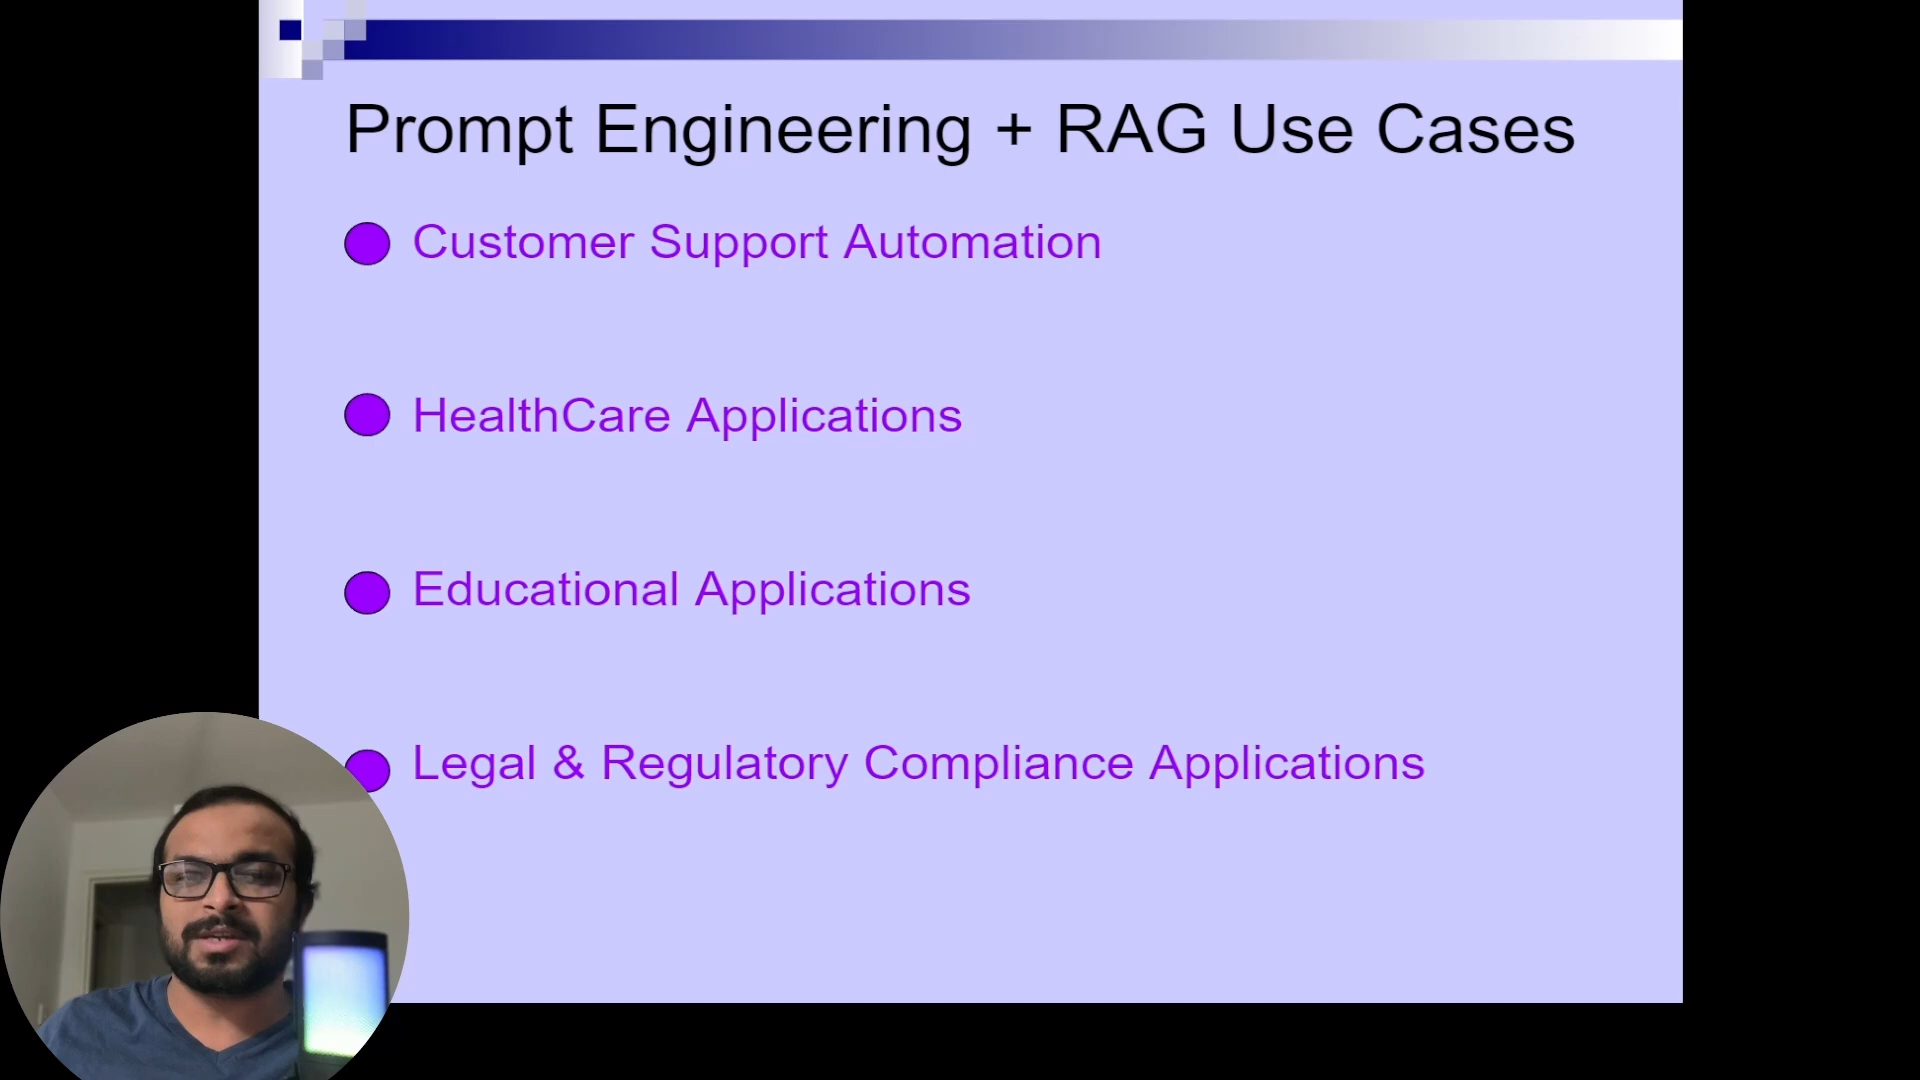 Prompt Engineering + RAG Use Cases
Customer Support Automation
HealthCare Applications
Educational Applications
Legal & Regulatory Compliance Applications